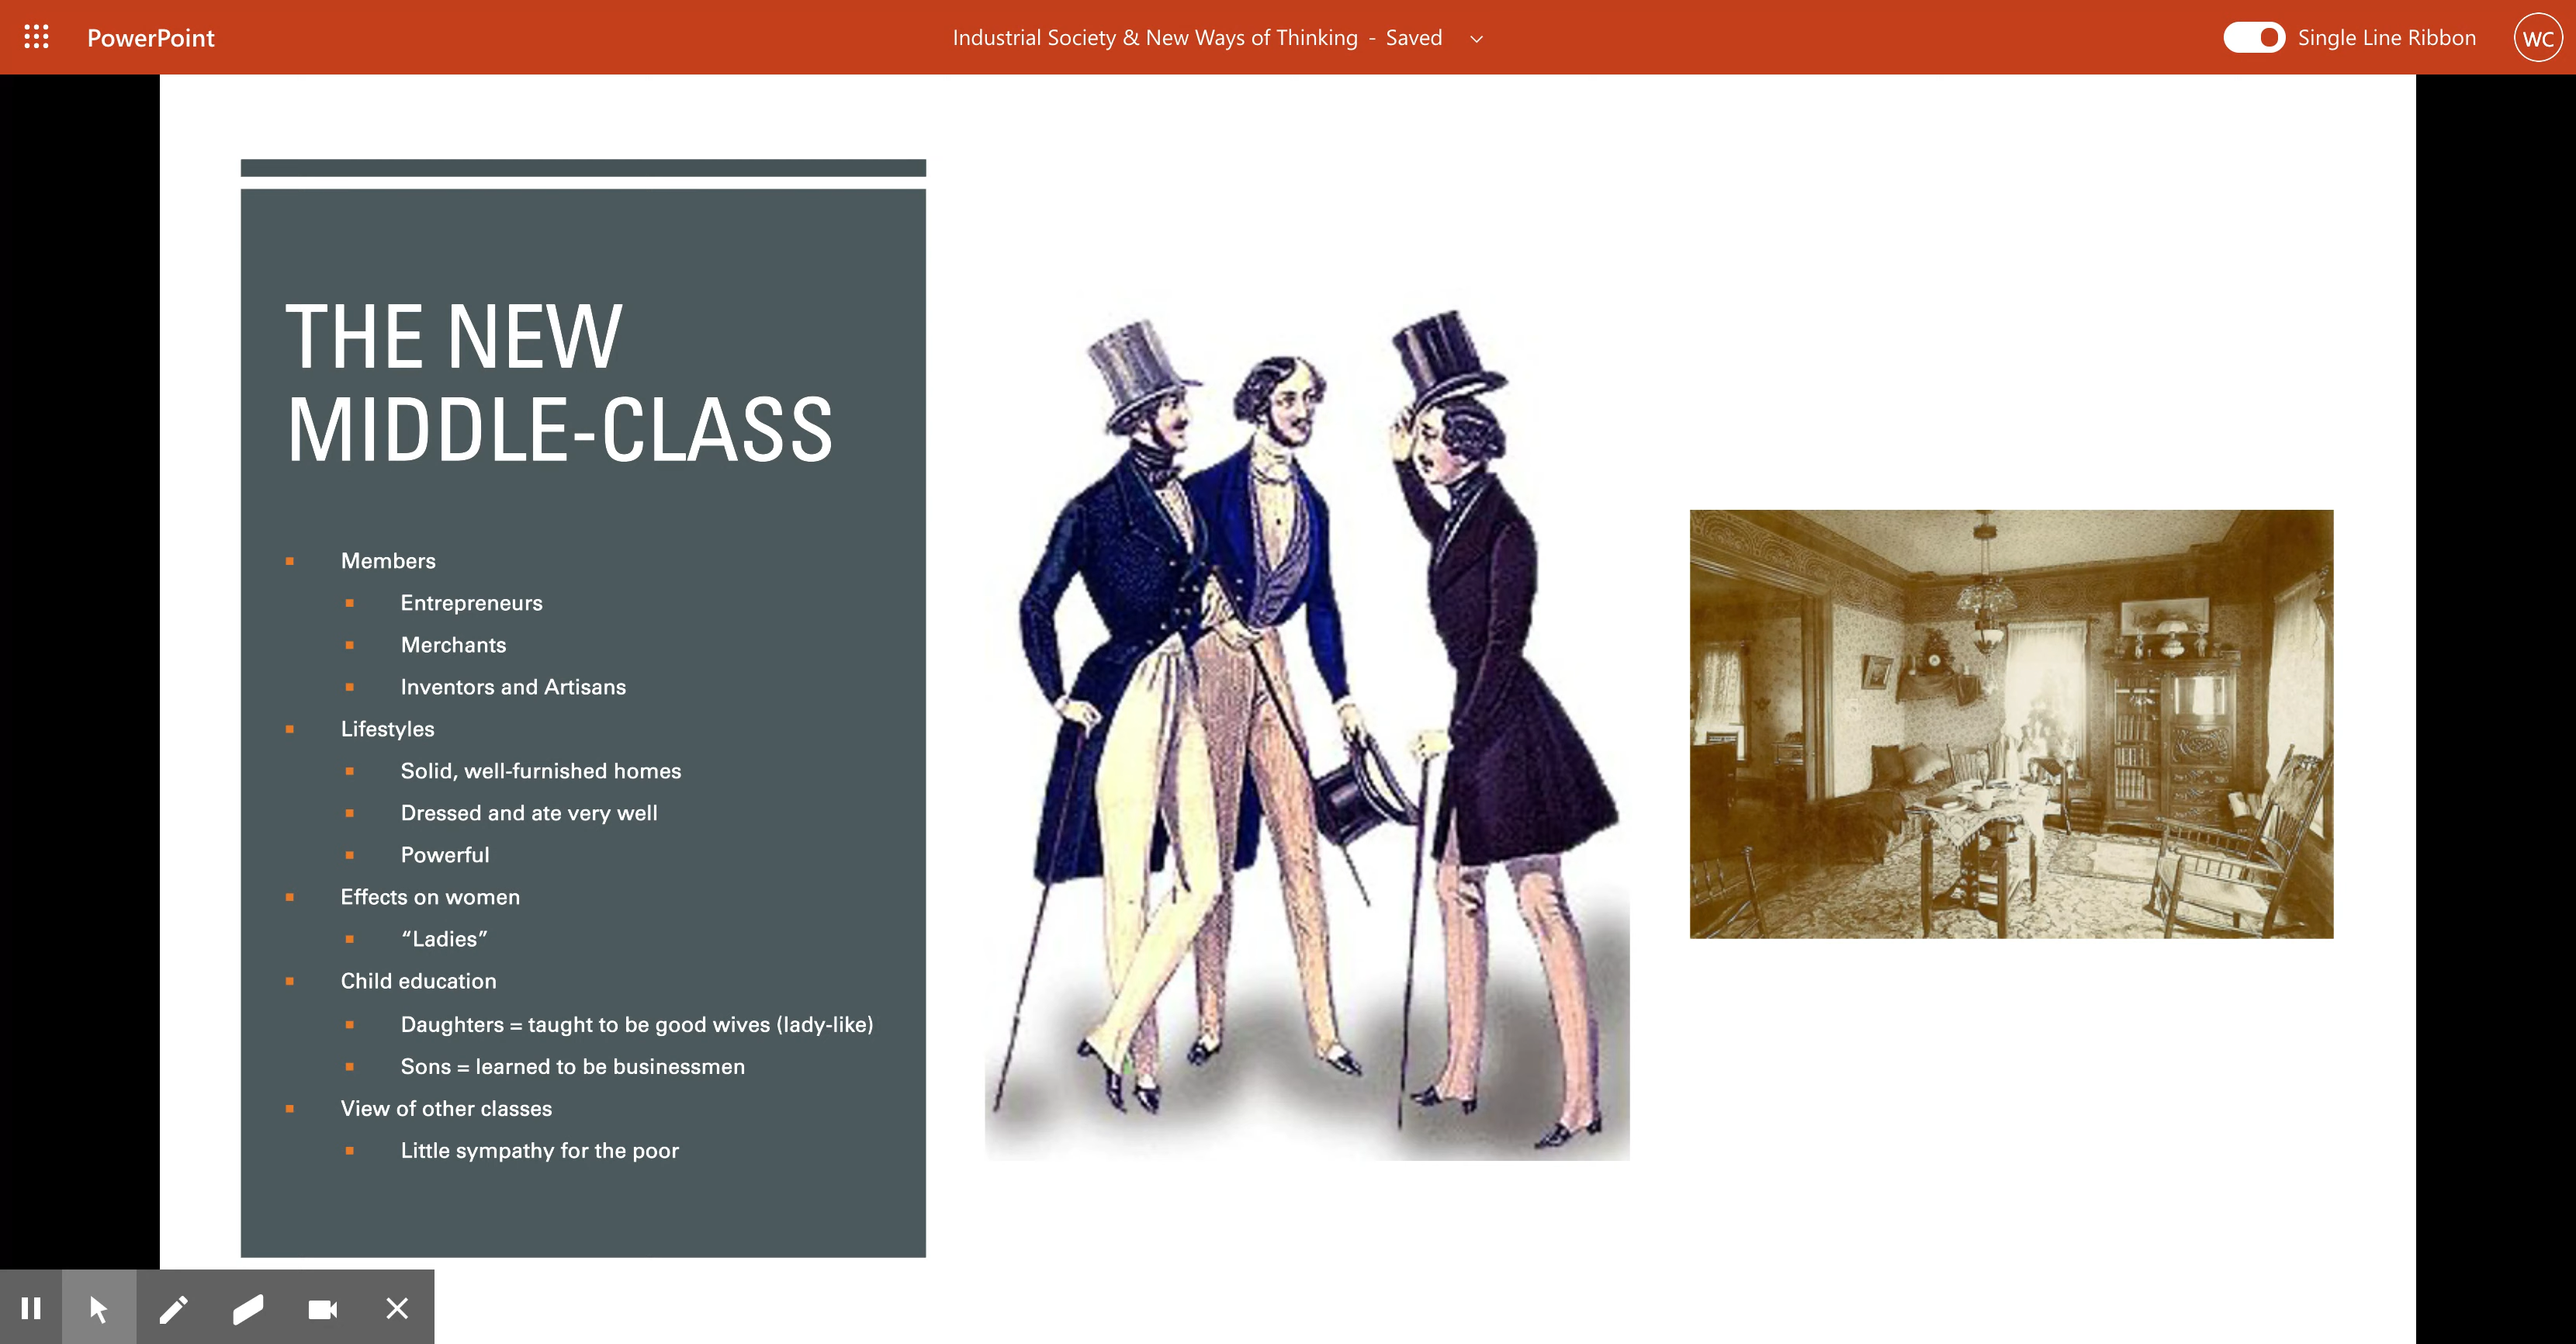 PowerPoint
Industrial Society & New Ways of Thinking - Saved
Single Line Ribbon
WC
THE NEW
MIDDLE-CLASS
Members
Entrepreneurs
Merchants
Inventors and Artisans
Lifestyles
Solid, well-furnished homes
Dressed and ate very well
Powerful
Effects on women
“Ladies”
Child education
Daughters = taught to be good wives (lady-like)
Sons = learned to be businessmen
View of other classes
Little sympathy for the poor